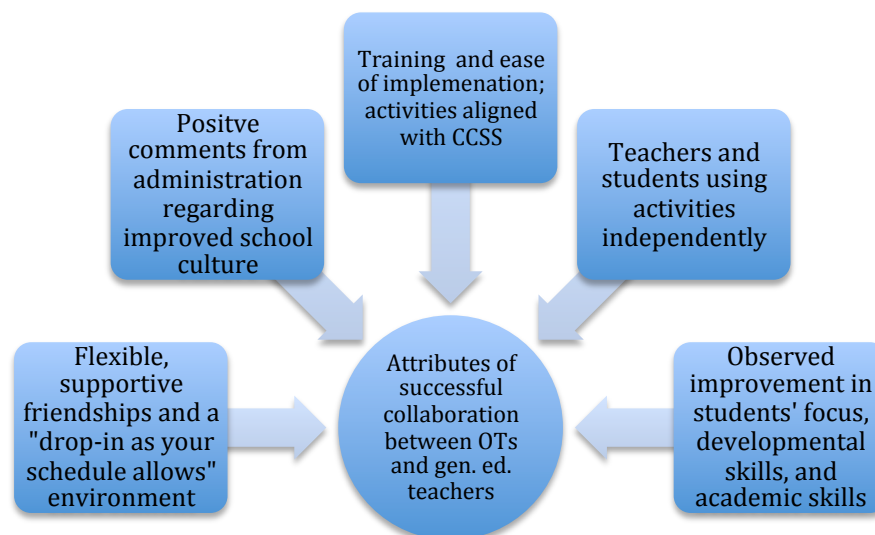 Flexible,
supportive
friendships and a
"drop-in as your
schedule allows"
environment
Positve
comments from
administration
regarding
improved school
culture
Training and ease
of implemenation;
activities aligned
with CCSS
Teachers and
students using
activities
independently
Observed
improvement in
students' focus,
developmental
skills, and
academic skills
Attributes of
successful
collaboration
between OTs
and gen. ed.
teachers